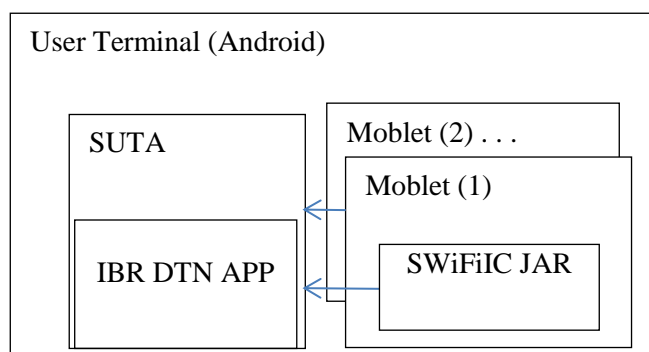 User Terminal (Android)
SUTA
Moblet (2) . . .
Moblet (1)
IBR DTN APP
SWiFiIC JAR